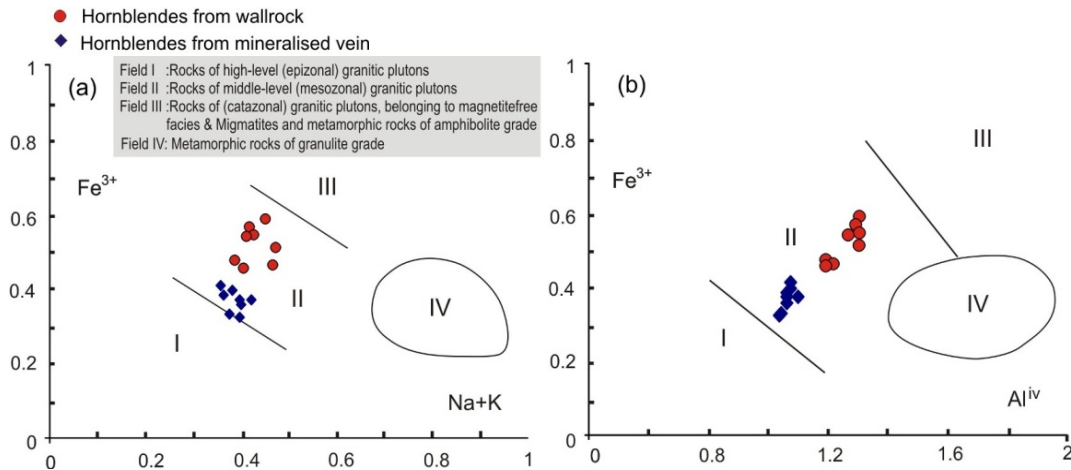 Hornblendes from wallrock
Hornblendes from mineralised vein
(a)
Field I :Rocks of high-level (epizonal) granitic plutons
Field II :Rocks of middle-level (mesozonal) granitic plutons
Field III :Rocks of (catazonal) granitic plutons, belonging to magnetitefree
facies & Migmatites and metamorphic rocks of amphibolite grade
Field IV: Metamorphic rocks of granulite grade
1
0.8
0.6
0.4
0.2
0
Fe³⁺
III
II
I
IV
Na+K
0.2
0.4
0.6
0.8
1
(b)
1
0.8
0.6
0.4
0.2
0
Fe³⁺
III
II
I
IV
Alⁱᵛ
0
0.8
1.0
1.2
1.6
2